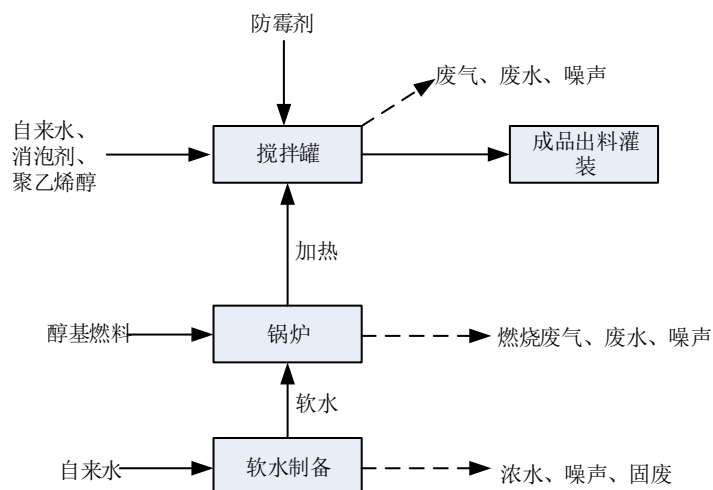 防霉剂
废气、废水、噪声
自来水、
消泡剂、
聚乙烯醇
搅拌罐
成品出料灌
装
加热
醇基燃料
锅炉
燃烧废气、废水、噪声
软水
自来水
软水制备
浓水、噪声、固废